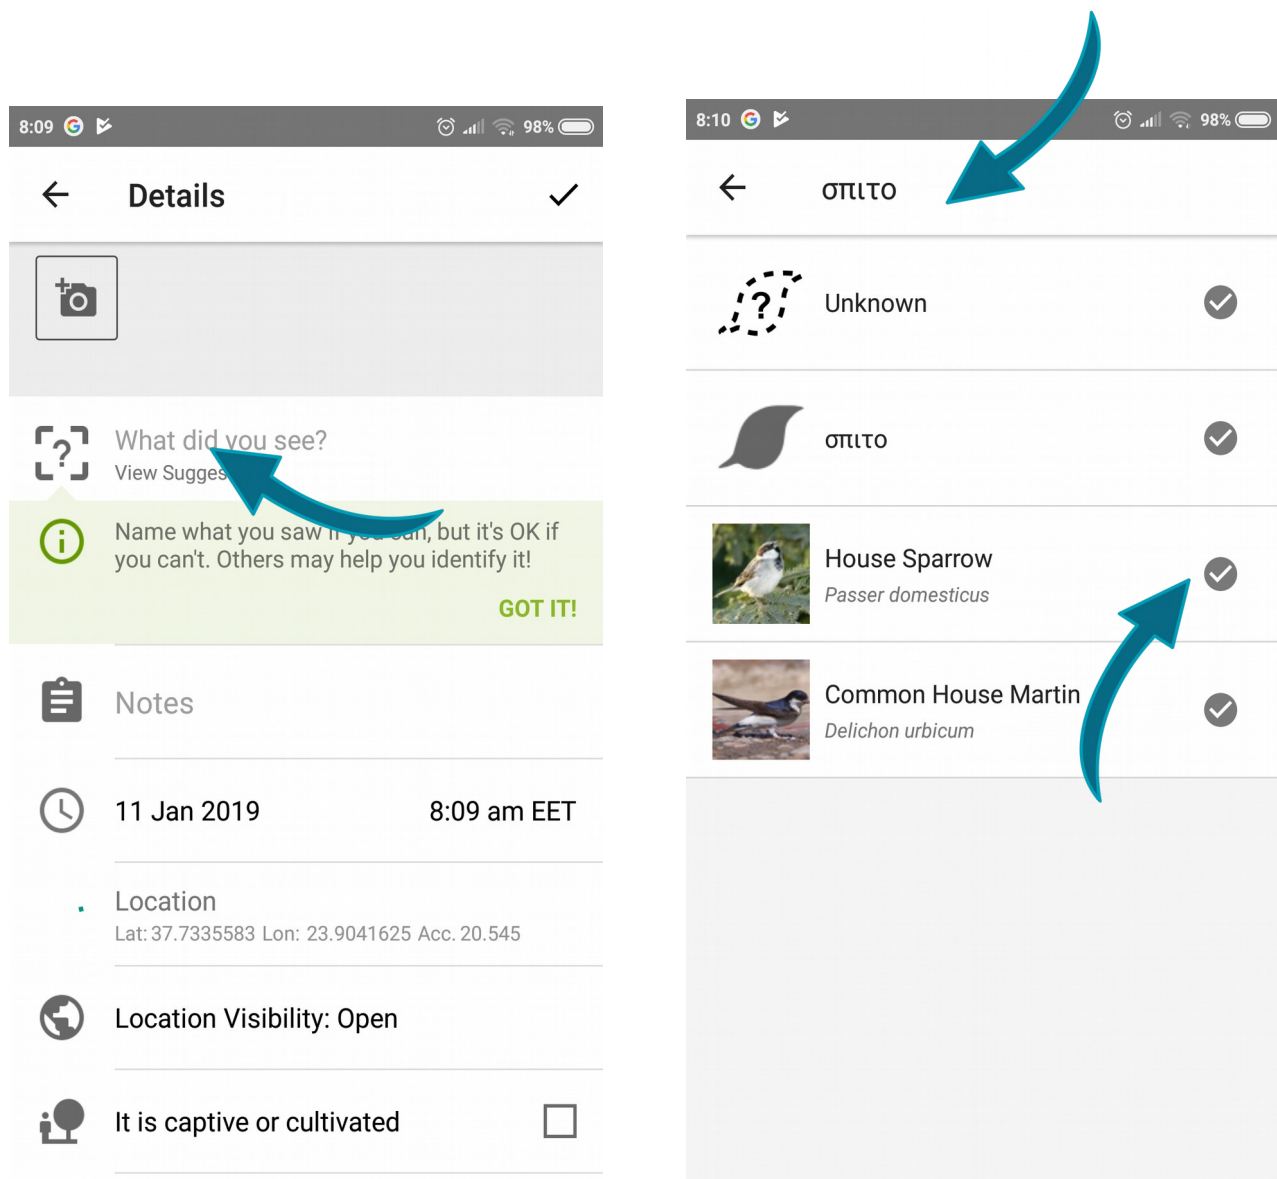 8:09
98%
Details
What did you see?
View Sugges
Name what you saw if you can, but it's OK if
you can't. Others may help you identify it!
GOT IT!
Notes
11 Jan 2019 8:09 am EET
Location
Lat: 37.7335583 Lon: 23.9041625 Acc. 20.545
Location Visibility: Open
It is captive or cultivated
8:10
98%
σπιτο
Unknown
σπιτο
House Sparrow
Passer domesticus
Common House Martin
Delichon urbicum